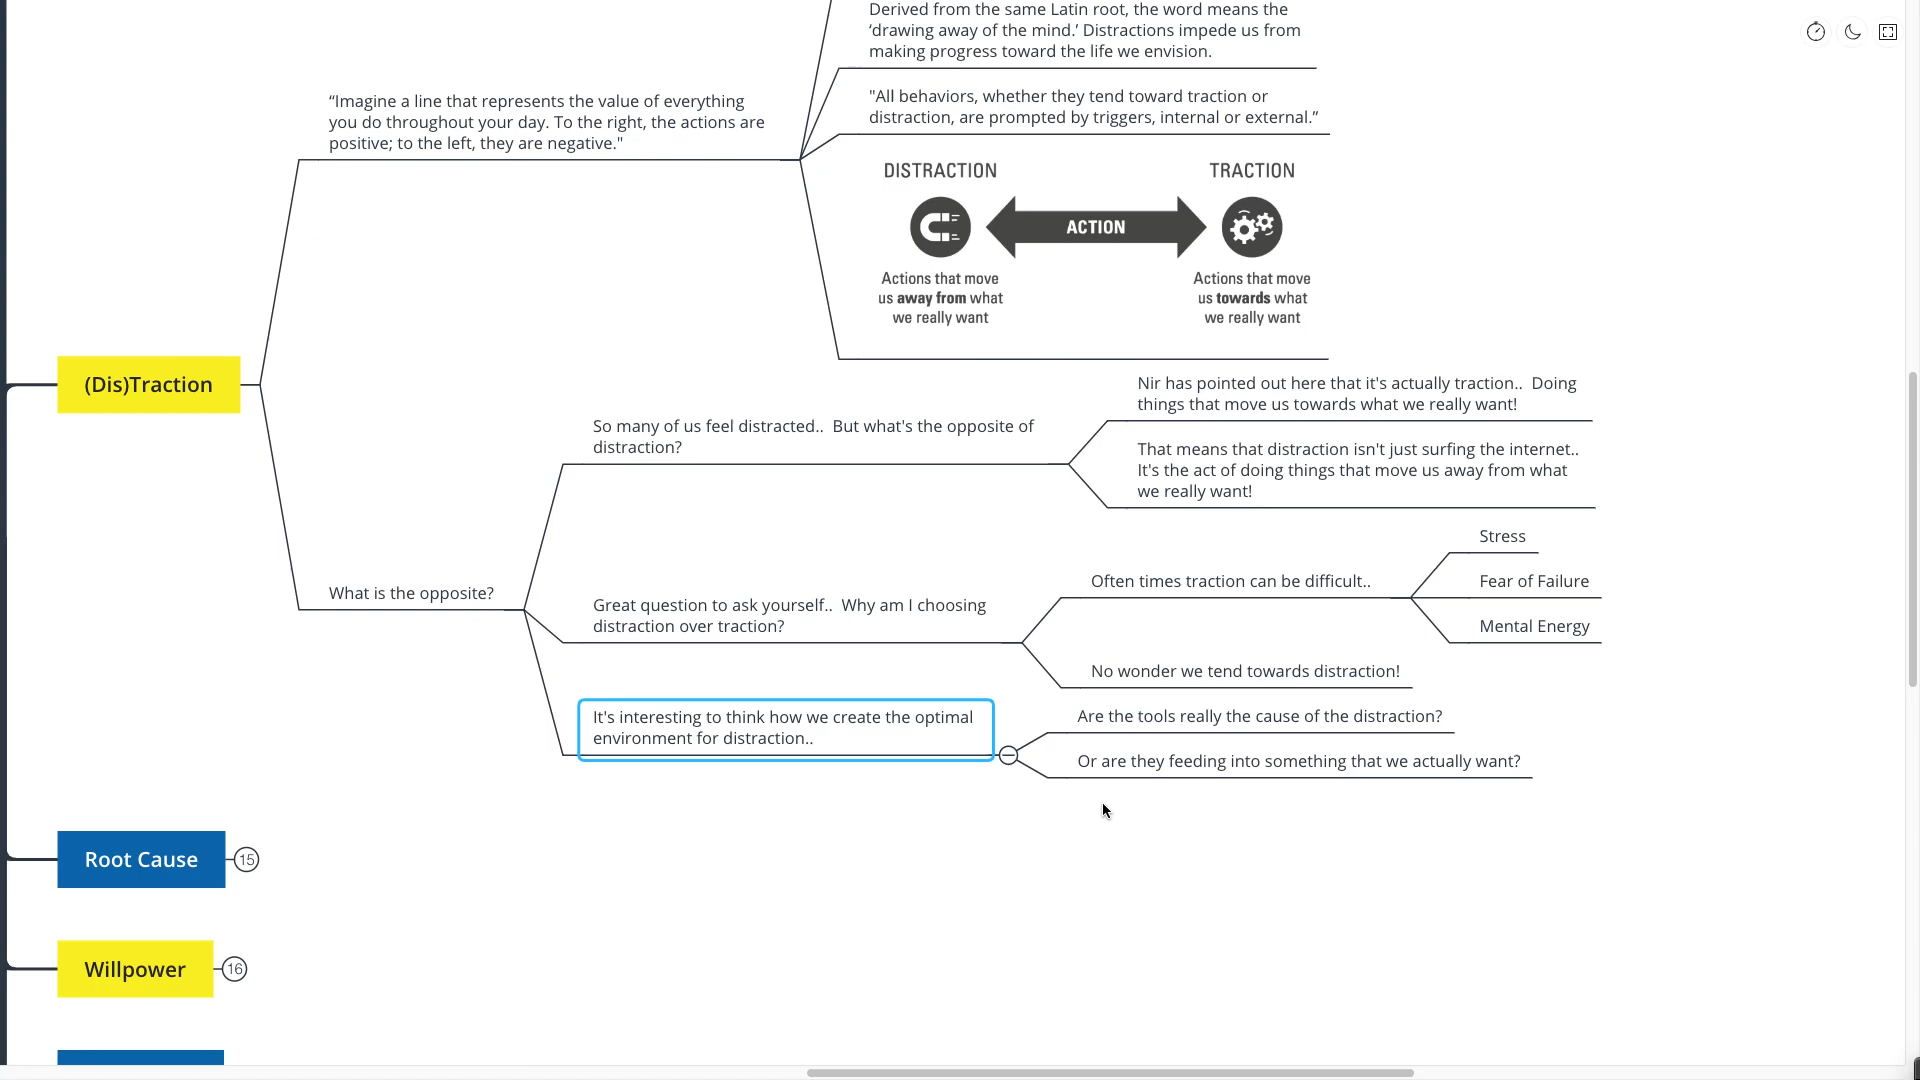 Derived from the same Latin root, the word means the
‘drawing away of the mind.’ Distractions impede us from
making progress toward the life we envision.
“Imagine a line that represents the value of everything
you do throughout your day. To the right, the actions are
positive; to the left, they are negative."
"All behaviors, whether they tend toward traction or
distraction, are prompted by triggers, internal or external.”
DISTRACTION
TRACTION
ACTION
Actions that move
us away from what
we really want
Actions that move
us towards what
we really want
(Dis)Traction
What is the opposite?
So many of us feel distracted..  But what's the opposite of
distraction?
Nir has pointed out here that it's actually traction..  Doing
things that move us towards what we really want!
That means that distraction isn't just surfing the internet..
It's the act of doing things that move us away from what
we really want!
Great question to ask yourself..  Why am I choosing
distraction over traction?
Often times traction can be difficult..
Stress
Fear of Failure
Mental Energy
No wonder we tend towards distraction!
It's interesting to think how we create the optimal
environment for distraction..
Are the tools really the cause of the distraction?
Or are they feeding into something that we actually want?
Root Cause
15
Willpower
16